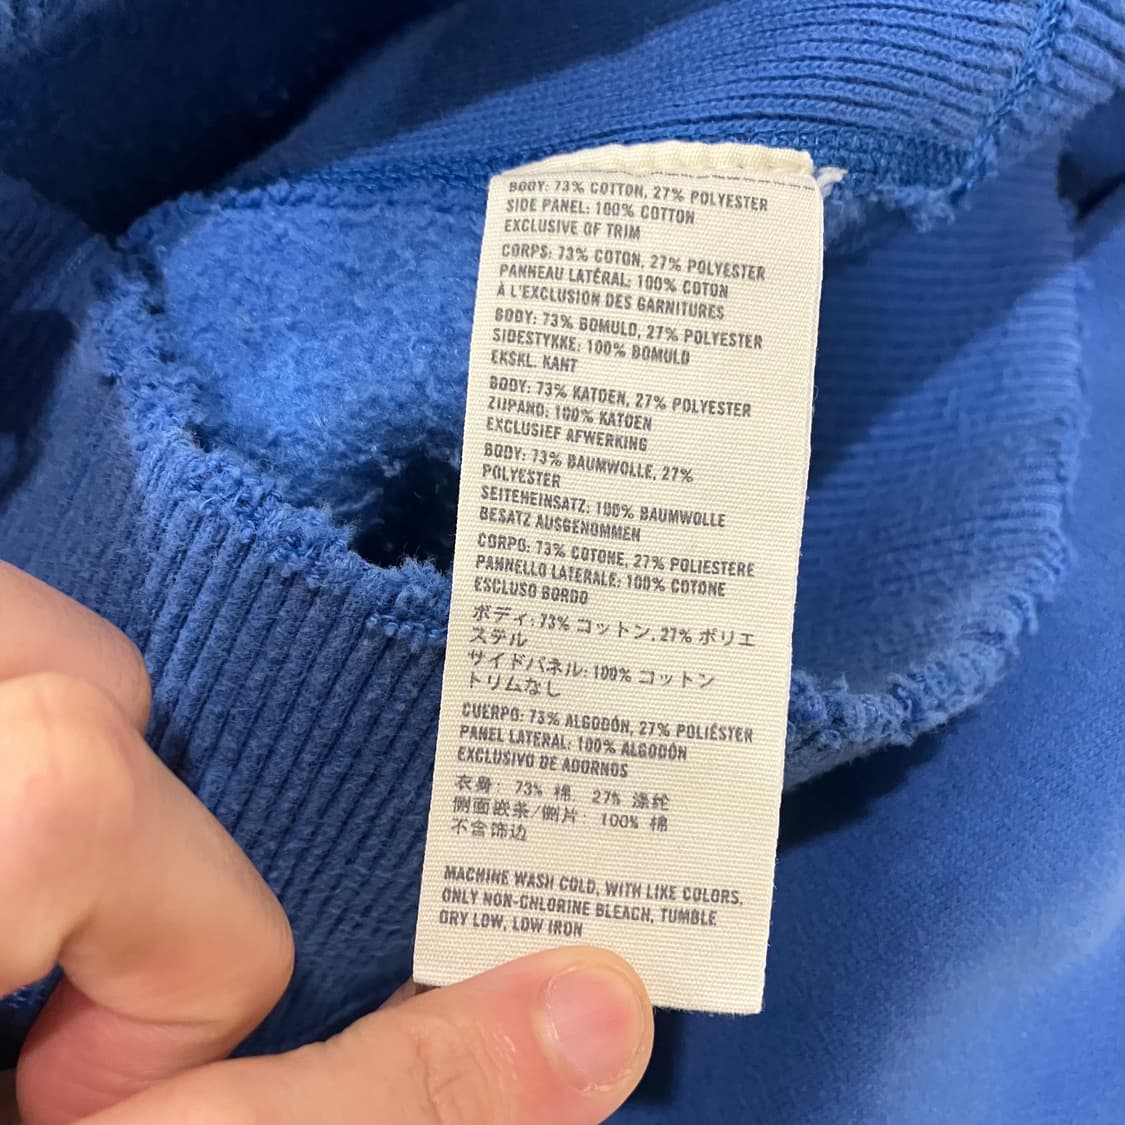 BODY: 73% COTTON, 27% POLYESTER
SIDE PANEL: 100% COTTON
EXCLUSIVE OF TRIM
CORPS: 73% COTON, 27% POLYESTER
PANNEAU LATÉRAL: 100% COTON
À L'EXCLUSION DES GARNITURES
BODY: 73% BOMULD, 27% POLYESTER
SIDESTYKKE: 100% BOMULD
EKSKL. KANT
BODY: 73% KATOEN, 27% POLYESTER
ZIJPAND: 100% KATOEN
EXCLUSIEF AFWERKING
BODY: 73% BAUMWOLLE, 27%
POLYESTER
SEITENEINSATZ: 100% BAUMWOLLE
BESATZ AUSGENOMMEN
CORPO: 73% COTONE, 27% POLIESTERE
PANNELLO LATERALE: 100% COTONE
ESCLUSO BORDO
ボディ: 73% コットン, 27% ポリエ
ステル
サイドパネル: 100% コットン
トリムなし
CUERPO: 73% ALGODÓN, 27% POLIÉSTER
PANEL LATERAL: 100% ALGODÓN
EXCLUSIVO DE ADORNOS
衣身: 73% 棉, 27% 涤纶
侧面嵌条/侧片: 100% 棉
不含饰边
MACHINE WASH COLD, WITH LIKE COLORS,
ONLY NON-CHLORINE BLEACH, TUMBLE
DRY LOW, LOW IRON